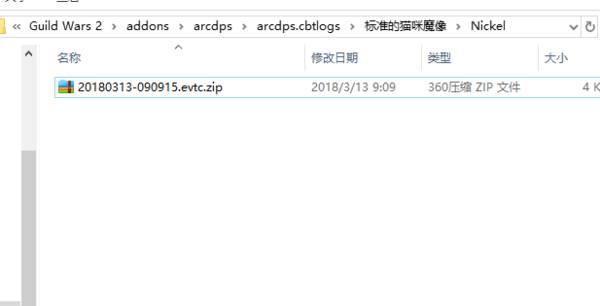 « Guild Wars 2 › addons › arcdps › arcdps.cbtlogs › 标准的猫咪魔像 › Nickel
名称 修改日期 类型 大小
20180313-090915.evtc.zip 2018/3/13 9:09 360压缩 ZIP 文件 4 K